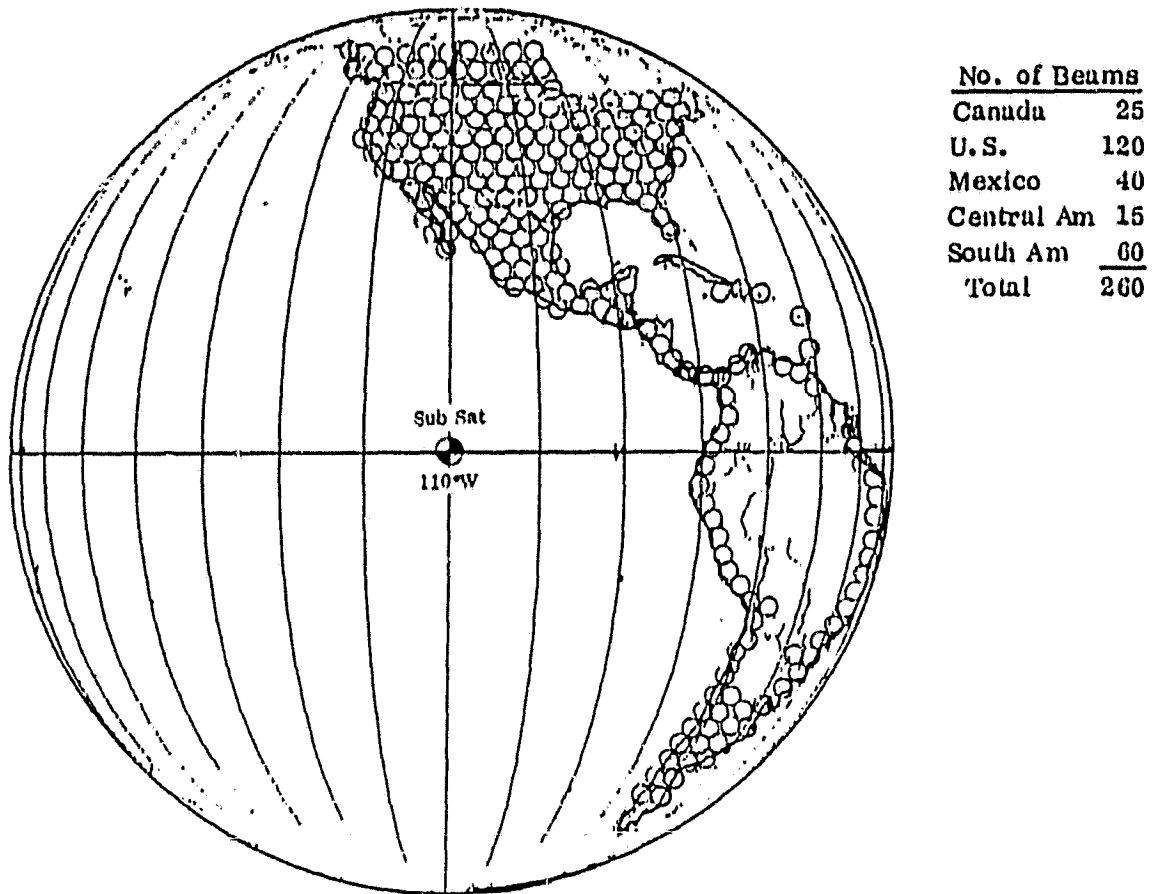 No. of Beams
Canada 25
U.S. 120
Mexico 40
Central Am 15
South Am 60
Total 260
Sub Sat
110°W